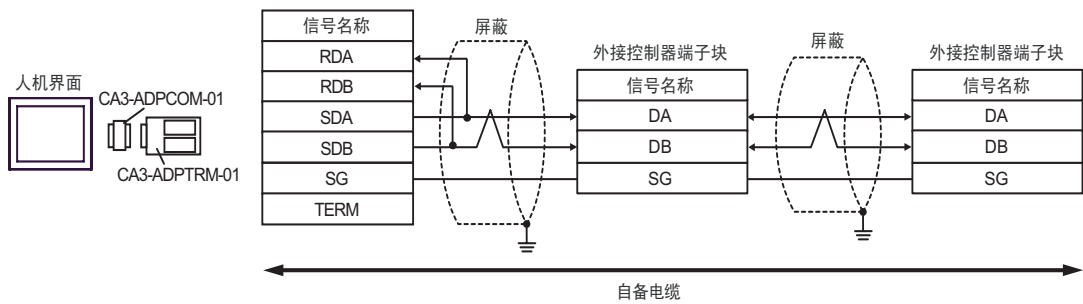 人机界面
CA3-ADPCOM-01
CA3-ADPTRM-01
信号名称
RDA
RDB
SDA
SDB
SG
TERM
屏蔽
外接控制器端子块
信号名称
DA
DB
SG
屏蔽
外接控制器端子块
信号名称
DA
DB
SG
自备电缆